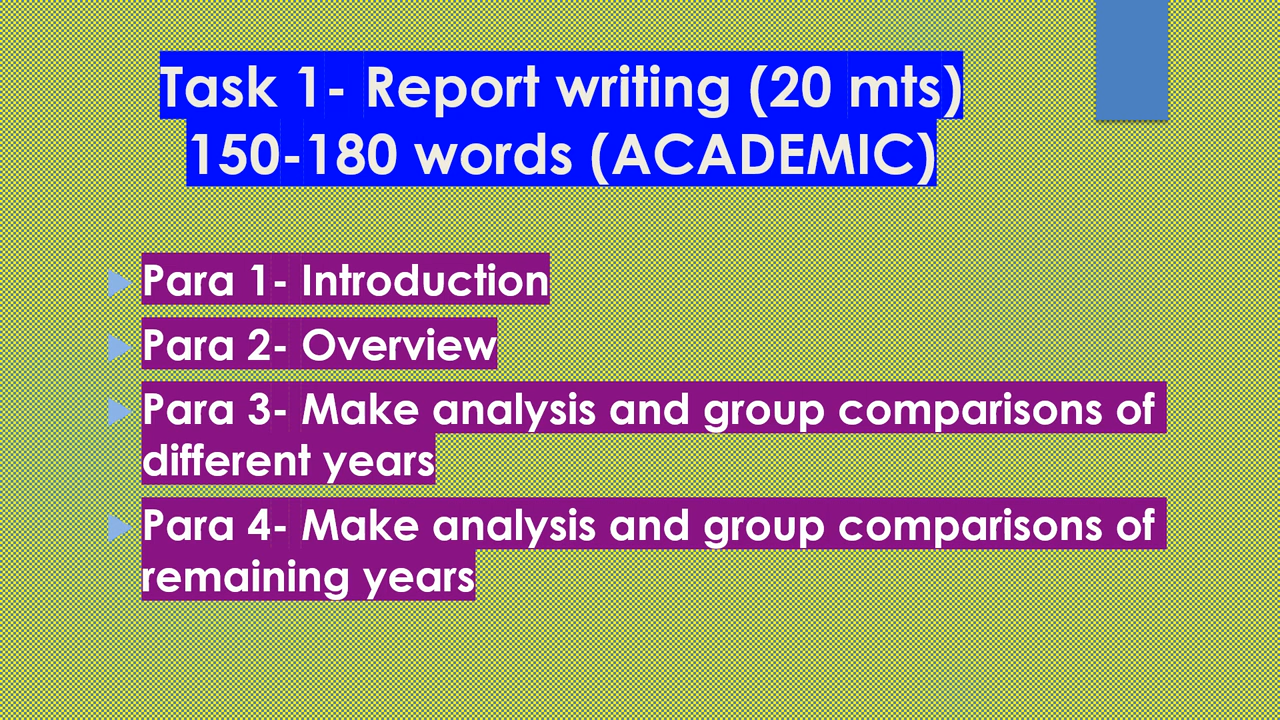 Task 1- Report writing (20 mts)
150-180 words (ACADEMIC)
Para 1- Introduction
Para 2- Overview
Para 3- Make analysis and group comparisons of
different years
Para 4- Make analysis and group comparisons of
remaining years